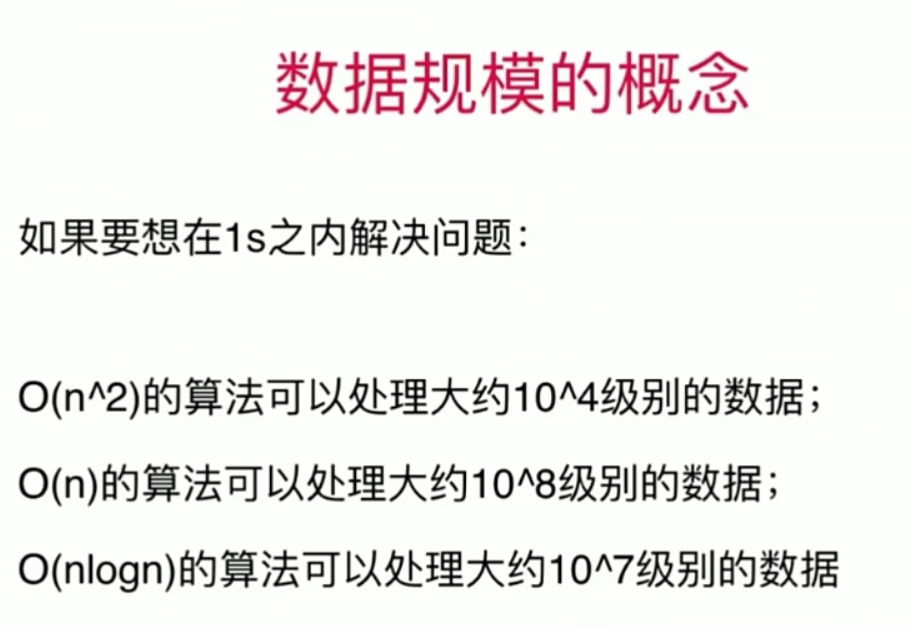 数据规模的概念
如果要想在1s之内解决问题：
O(n^2)的算法可以处理大约10^4级别的数据；
O(n)的算法可以处理大约10^8级别的数据；
O(nlogn)的算法可以处理大约10^7级别的数据